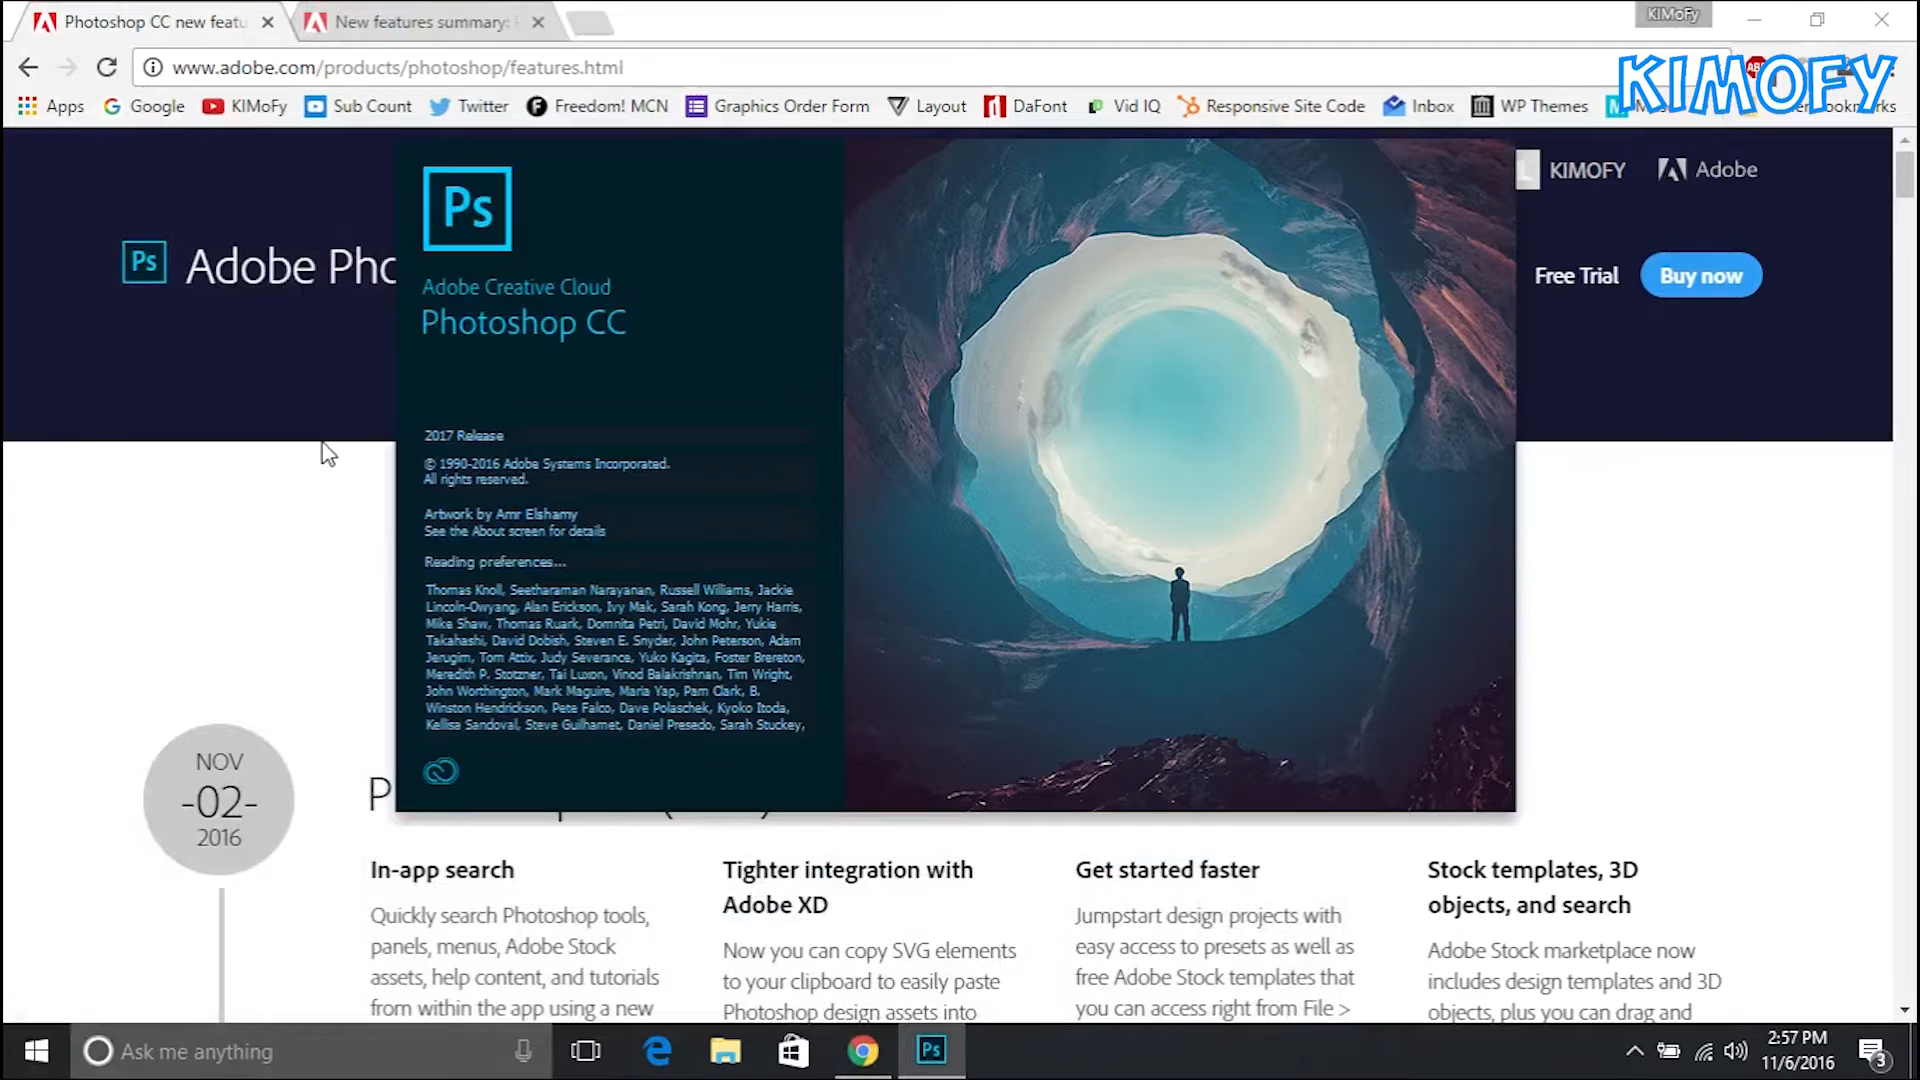 Photoshop CC new featu
New features summary:
KIMoFy
www.adobe.com/products/photoshop/features.html
KIMOFY
Apps
Google
KIMoFy
Sub Count
Twitter
Freedom! MCN
Graphics Order Form
Layout
DaFont
Vid IQ
Responsive Site Code
Inbox
WP Themes
KIMOFY
Adobe
Ps
Adobe Pho
Free Trial
Buy now
Ps
Adobe Creative Cloud
Photoshop CC
2017 Release
© 1990-2016 Adobe Systems Incorporated.
All rights reserved.
Artwork by Amr Elshamy
See the About screen for details
Reading preferences...
Thomas Knoll, Seetharaman Narayanan, Russell Williams, Jackie
Lincoln-Owyang, Alan Erickson, Ivy Mak, Sarah Kong, Jerry Harris,
Mike Shaw, Thomas Ruark, Domnita Petri, David Mohr, Yukie
Takahashi, David Dobish, Steven E. Snyder, John Peterson, Adam
Jerugim, Tom Attix, Judy Severance, Yuko Kagita, Foster Brereton,
Meredith P. Stotzner, Tai Luxon, Vinod Balakrishnan, Tim Wright,
John Worthington, Mark Maguire, Maria Yap, Pam Clark, B.
Winston Hendrickson, Pete Falco, Dave Polaschek, Kyoko Itoda,
Kellisa Sandoval, Steve Guilhamet, Daniel Presedo, Sarah Stuckey,
NOV
-02-
2016
P
In-app search
Quickly search Photoshop tools,
panels, menus, Adobe Stock
assets, help content, and tutorials
from within the app using a new
Tighter integration with
Adobe XD
Now you can copy SVG elements
to your clipboard to easily paste
Photoshop design assets into
Get started faster
Jumpstart design projects with
easy access to presets as well as
free Adobe Stock templates that
you can access right from File >
Stock templates, 3D
objects, and search
Adobe Stock marketplace now
includes design templates and 3D
objects, plus you can drag and
Ask me anything
Ps
2:57 PM
11/6/2016
3